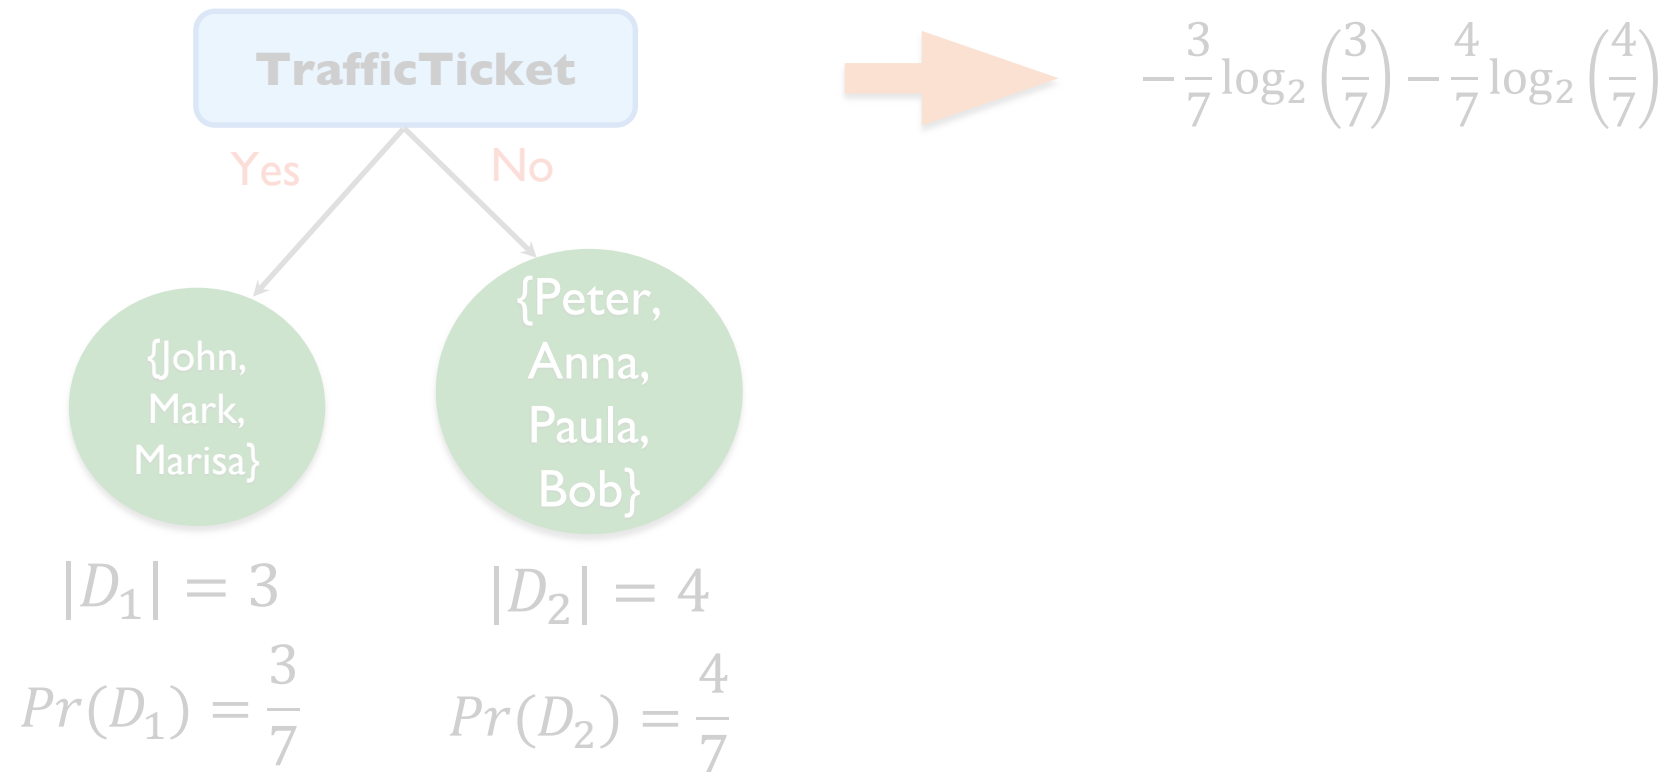 TrafficTicket
−3/7 log₂(3/7) − 4/7 log₂(4/7)
Yes
No
{John,
Mark,
Marisa}
{Peter,
Anna,
Paula,
Bob}
|D₁| = 3
|D₂| = 4
Pr(D₁) = 3/7
Pr(D₂) = 4/7